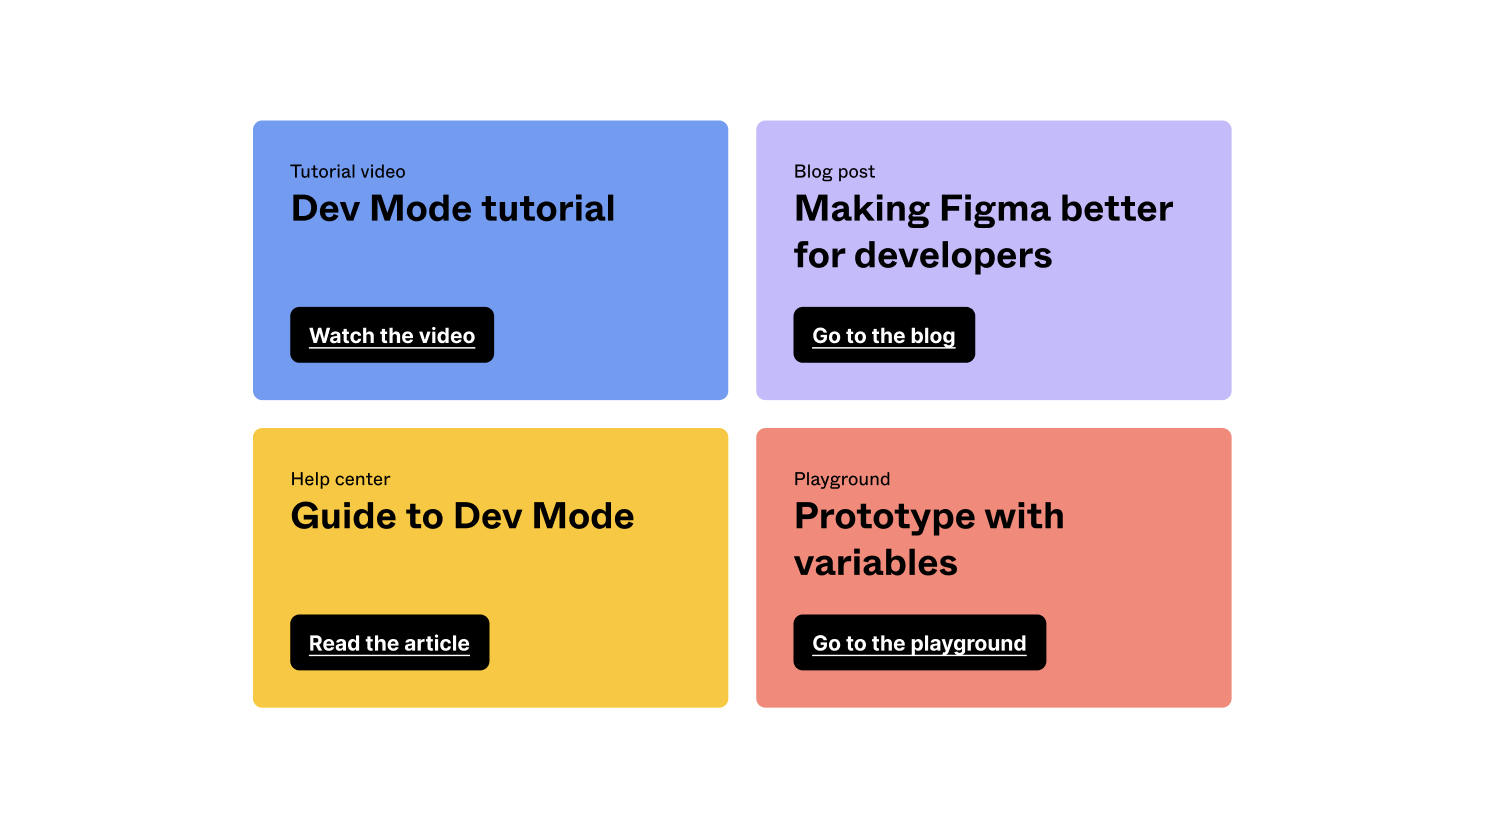 Tutorial video
Dev Mode tutorial
Watch the video
Blog post
Making Figma better
for developers
Go to the blog
Help center
Guide to Dev Mode
Read the article
Playground
Prototype with
variables
Go to the playground